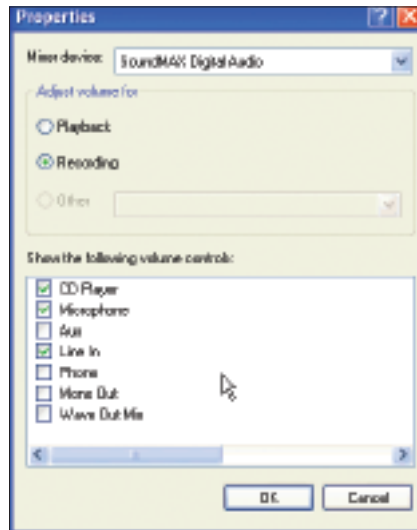 Properties
Mixer device: SoundMAX Digital Audio
Adjust volume for
Playback
Recording
Other
Show the following volume controls:
CD Player
Microphone
Aux
Line In
Phone
Mono Out
Wave Out Mix
OK Cancel